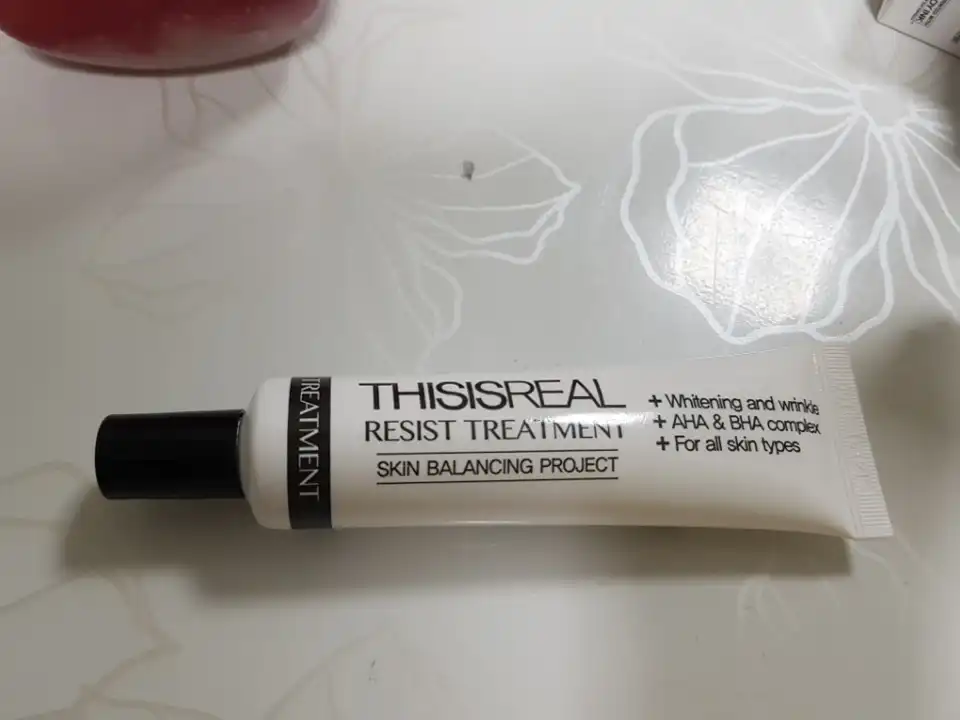 TREATMENT
THISISREAL
RESIST TREATMENT
SKIN BALANCING PROJECT
+ Whitening and wrinkle
+ AHA & BHA complex
+ For all skin types